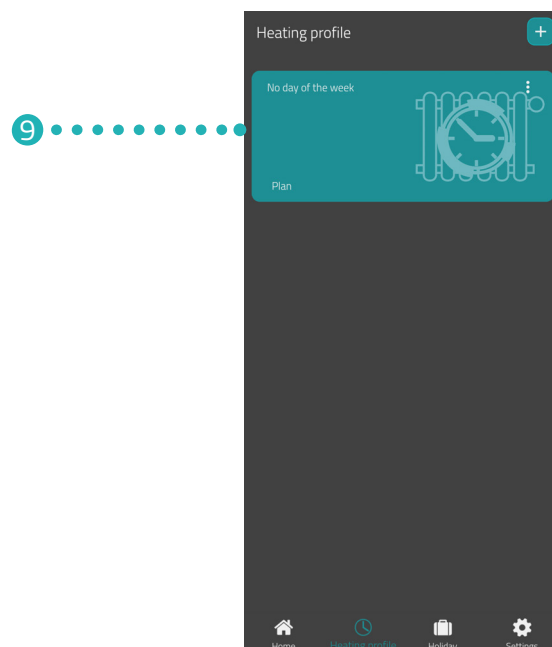 Heating profile
+
No day of the week
9
Plan
Home Heating profile Holiday Settings